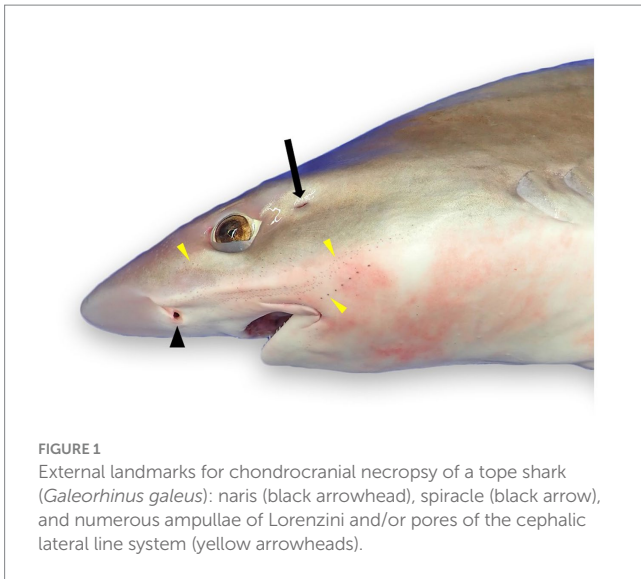 FIGURE 1
External landmarks for chondrocranial necropsy of a tope shark
(Galeorhinus galeus): naris (black arrowhead), spiracle (black arrow),
and numerous ampullae of Lorenzini and/or pores of the cephalic
lateral line system (yellow arrowheads).